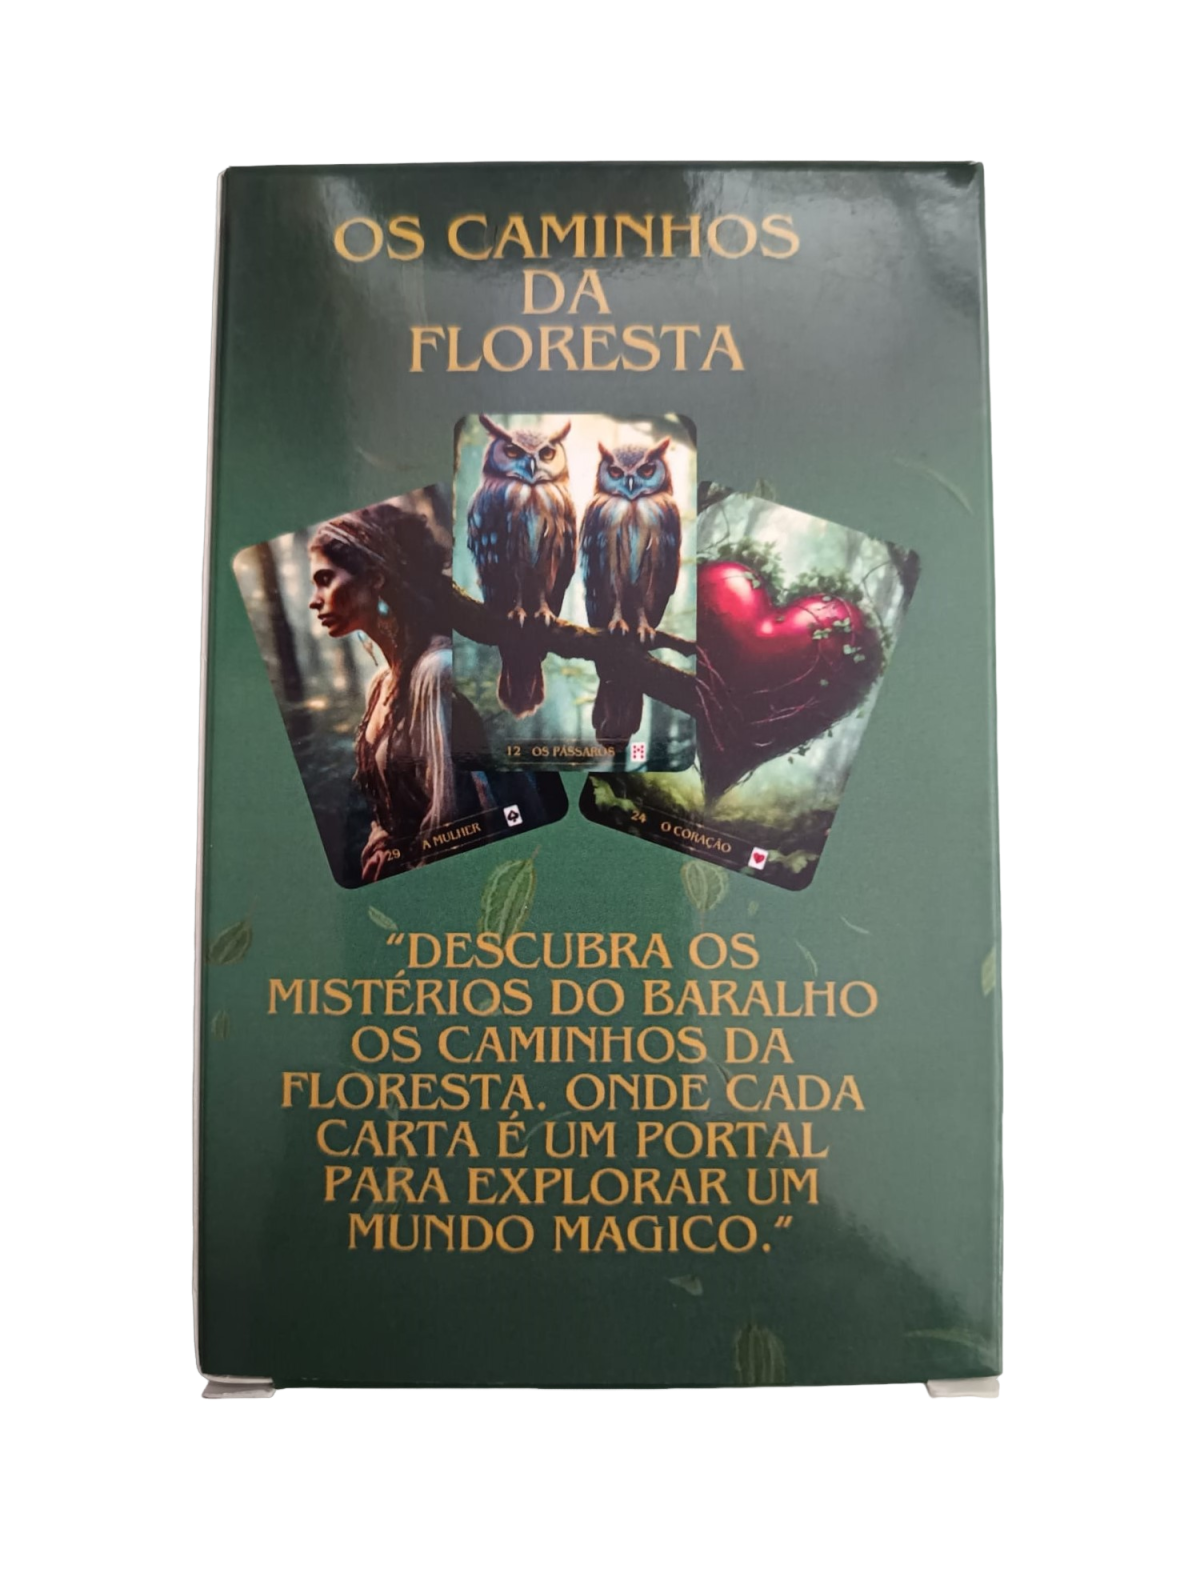 OS CAMINHOS
DA
FLORESTA
12 OS PÁSSAROS
29 A MULHER
24 O CORAÇÃO
"DESCUBRA OS
MISTÉRIOS DO BARALHO
OS CAMINHOS DA
FLORESTA. ONDE CADA
CARTA É UM PORTAL
PARA EXPLORAR UM
MUNDO MAGICO."